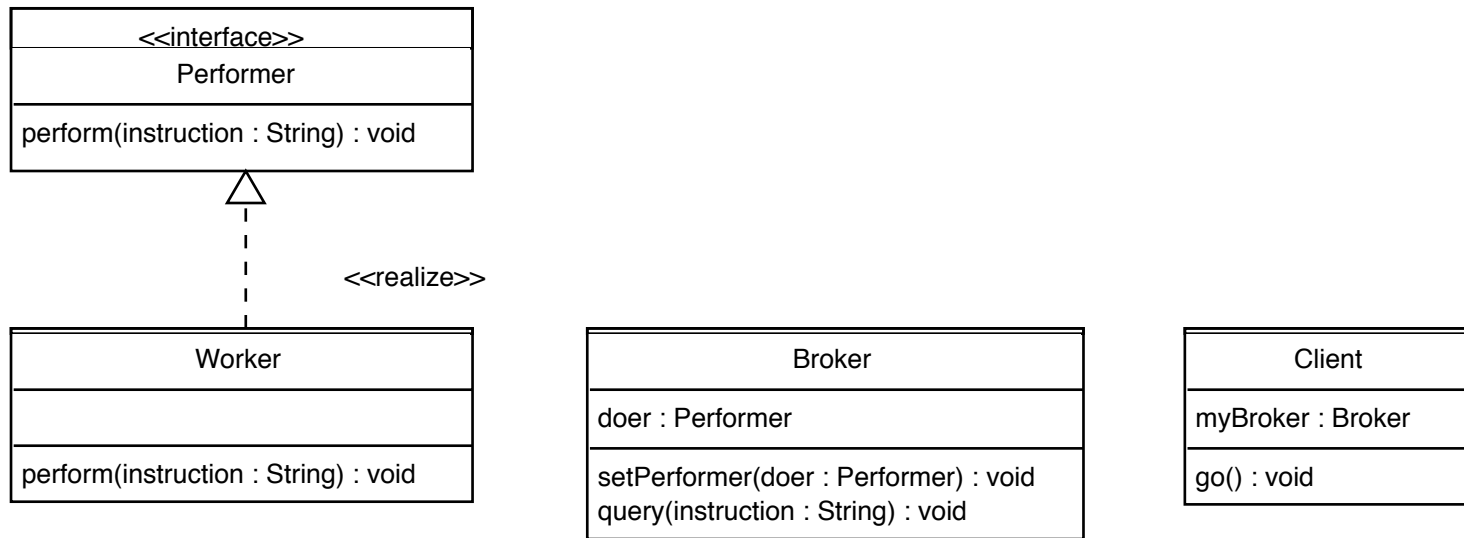 <<interface>>
Performer
perform(instruction : String) : void
<<realize>>
Worker
perform(instruction : String) : void
Broker
doer : Performer
setPerformer(doer : Performer) : void
query(instruction : String) : void
Client
myBroker : Broker
go() : void